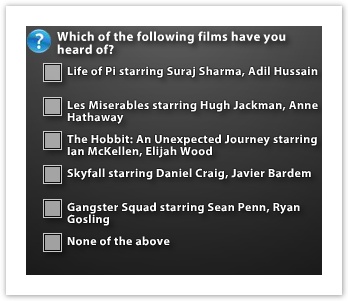 Which of the following films have you
heard of?
Life of Pi starring Suraj Sharma, Adil Hussain
Les Miserables starring Hugh Jackman, Anne
Hathaway
The Hobbit: An Unexpected Journey starring
Ian McKellen, Elijah Wood
Skyfall starring Daniel Craig, Javier Bardem
Gangster Squad starring Sean Penn, Ryan
Gosling
None of the above